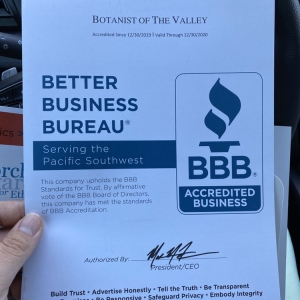 BOTANIST OF THE VALLEY
Accredited Since 12/30/2019 | Valid Through 12/30/2020
BETTER
BUSINESS
BUREAU®
Serving the
Pacific Southwest
This company upholds the BBB
Standards for Trust. By affirmative
vote of the BBB Board of Directors,
this company has met the standards
of BBB Accreditation.
BBB®
ACCREDITED
BUSINESS
Authorized By:
President/CEO
Build Trust • Advertise Honestly • Tell the Truth • Be Transparent
Be Responsive • Safeguard Privacy • Embody Integrity